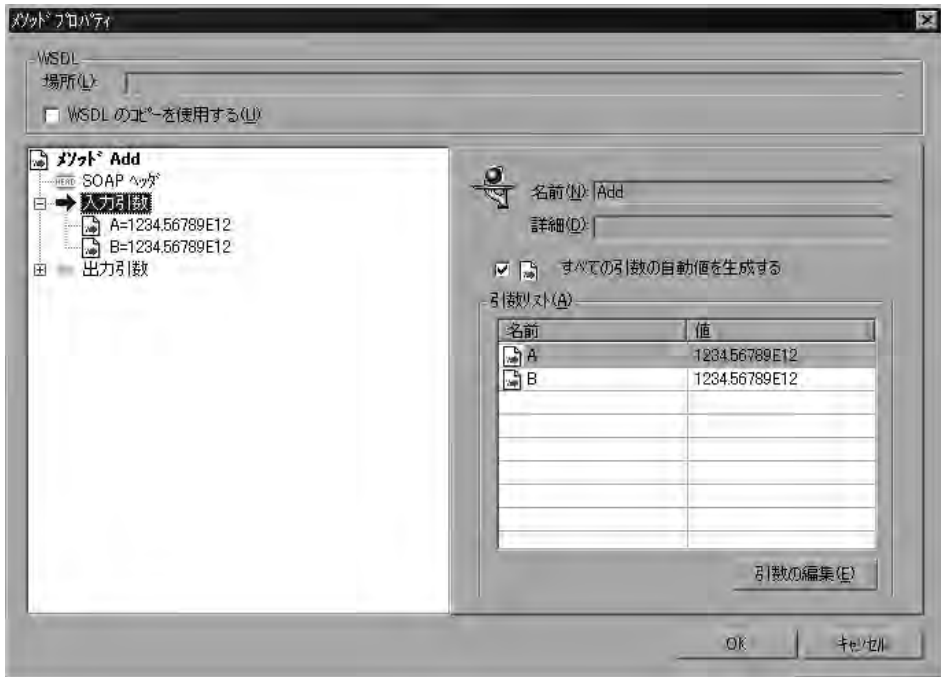 メソッド プロパティ
WSDL
場所(L):
WSDL のコピーを使用する(U)
メソッド Add
SOAP ヘッダ
入力引数
A=1234.56789E12
B=1234.56789E12
出力引数
名前(N): Add
詳細(D):
すべての引数の自動値を生成する
引数リスト(A)
名前 値
A 1234.56789E12
B 1234.56789E12
引数の編集(E)
OK キャンセル